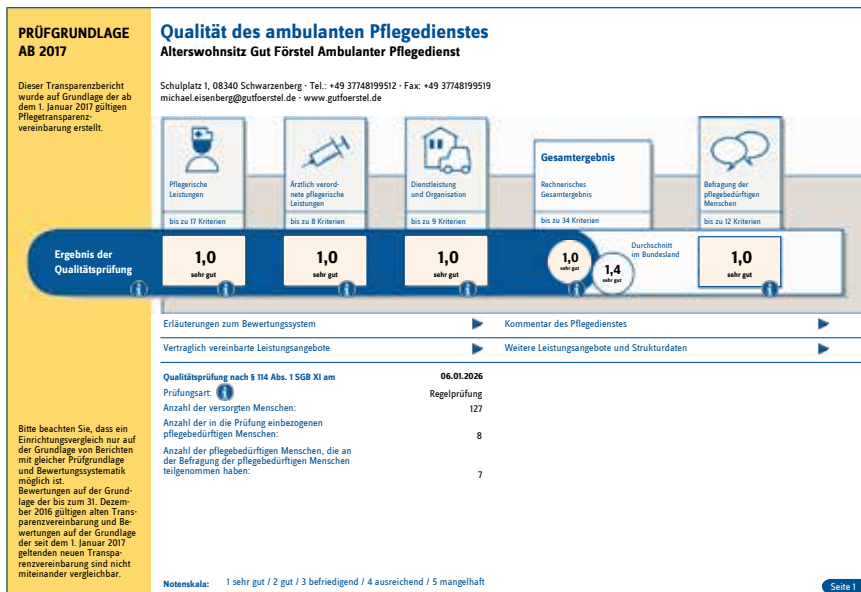 PRÜFGRUNDLAGE
AB 2017
Dieser Transparenzbericht
wurde auf Grundlage der ab
dem 1. Januar 2017 gültigen
Pflegetransparenz-
vereinbarung erstellt.
Bitte beachten Sie, dass ein
Einrichtungsvergleich nur auf
der Grundlage von Berichten
mit gleicher Prüfgrundlage
und Bewertungssystematik
möglich ist.
Bewertungen auf der Grund-
lage der bis zum 31. Dezem-
ber 2016 gültigen alten Trans-
parenzvereinbarung und Be-
wertungen auf der Grundlage
der seit dem 1. Januar 2017
geltenden neuen Transpa-
renzvereinbarung sind nicht
miteinander vergleichbar.
Qualität des ambulanten Pflegedienstes
Alterswohnsitz Gut Förstel Ambulanter Pflegedienst
Schulplatz 1, 08340 Schwarzenberg · Tel.: +49 37748199512 · Fax: +49 37748199519
michael.eisenberg@gutfoerstel.de · www.gutfoerstel.de
Pflegerische
Leistungen
bis zu 17 Kriterien
Ärztlich verord-
nete pflegerische
Leistungen
bis zu 8 Kriterien
Dienstleistung
und Organisation
bis zu 9 Kriterien
Gesamtergebnis
Rechnerisches
Gesamtergebnis
bis zu 34 Kriterien
Befragung der
pflegebedürftigen
Menschen
bis zu 12 Kriterien
Ergebnis der
Qualitätsprüfung
1,0
sehr gut
1,0
sehr gut
1,0
sehr gut
1,0
sehr gut
1,4
sehr gut
Durchschnitt
im Bundesland
1,0
sehr gut
Erläuterungen zum Bewertungssystem
Kommentar des Pflegedienstes
Vertraglich vereinbarte Leistungsangebote
Weitere Leistungsangebote und Strukturdaten
Qualitätsprüfung nach § 114 Abs. 1 SGB XI am 06.01.2026
Prüfungsart: Regelprüfung
Anzahl der versorgten Menschen: 127
Anzahl der in die Prüfung einbezogenen
pflegebedürftigen Menschen: 8
Anzahl der pflegebedürftigen Menschen, die an
der Befragung der pflegebedürftigen Menschen
teilgenommen haben: 7
Notenskala: 1 sehr gut / 2 gut / 3 befriedigend / 4 ausreichend / 5 mangelhaft
Seite 1